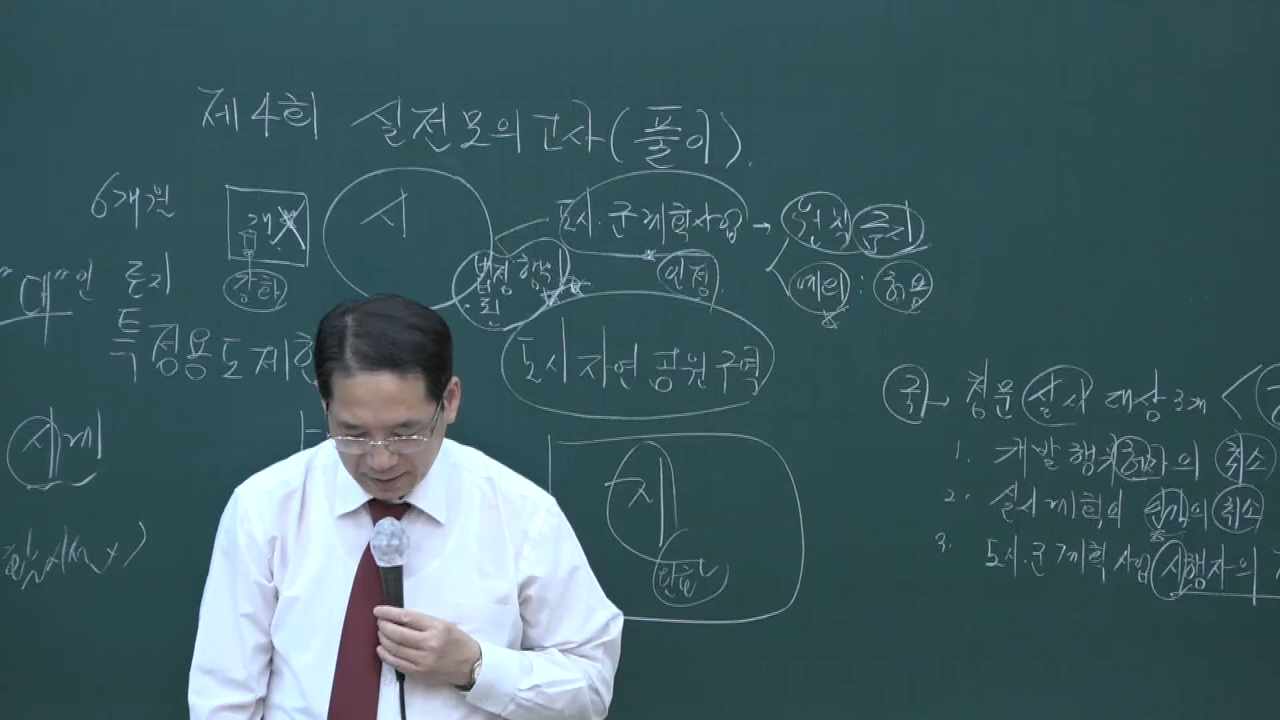 제4회 실전모의고사(풀이).
6개월
시
도시·군계획사업 → 원칙 금지
예외 : 허용
인정
법정 행위
"대"인 토지
강화
특정용도제한
도시자연공원구역
시
완충
청문 실시 대상 3개 <
1. 개발행위허가의 취소
2. 실시계획의 인가의 취소
3. 도시·군계획사업 시행자의